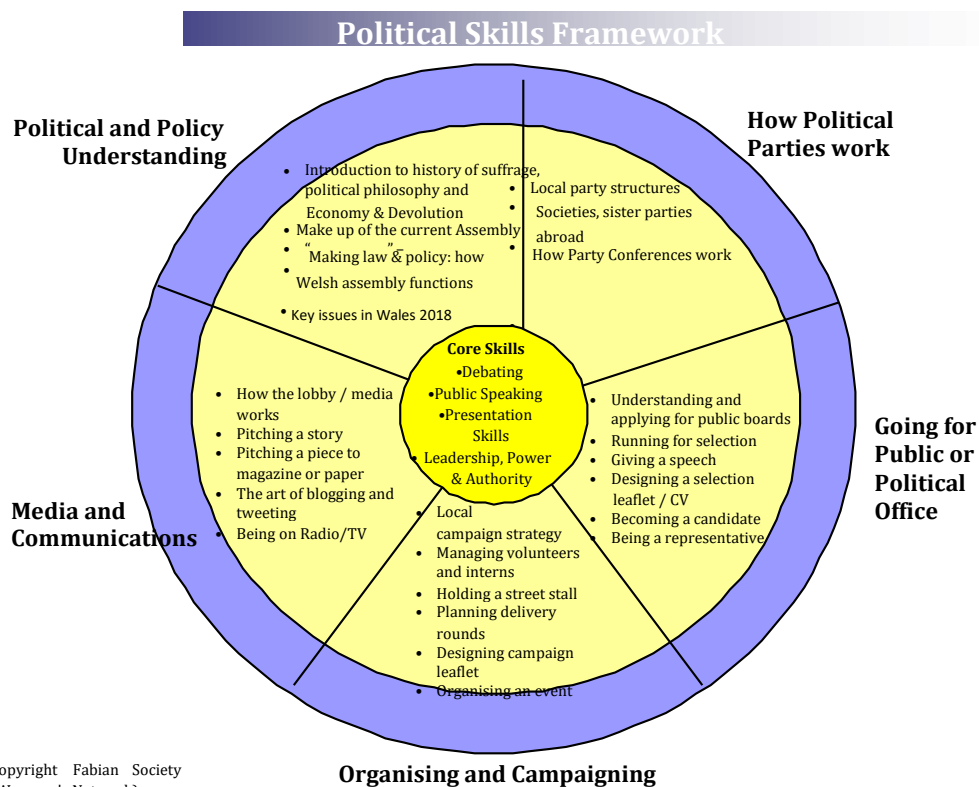 Political Skills Framework
Political and Policy
Understanding
How Political
Parties work
• Introduction to history of suffrage,
political philosophy and
Economy & Devolution
• Make up of the current Assembly
• “Making law” & policy: how
• Welsh assembly functions
• Key issues in Wales 2018
• Local party structures
• Societies, sister parties
abroad
• How Party Conferences work
Core Skills
•Debating
•Public Speaking
•Presentation
Skills
• Leadership, Power
& Authority
• How the lobby / media
works
• Pitching a story
• Pitching a piece to
magazine or paper
• The art of blogging and
tweeting
• Being on Radio/TV
Media and
Communications
• Understanding and
applying for public boards
• Running for selection
• Giving a speech
• Designing a selection
leaflet / CV
• Becoming a candidate
• Being a representative
Going for
Public or
Political
Office
• Local
campaign strategy
• Managing volunteers
and interns
• Holding a street stall
• Planning delivery
rounds
• Designing campaign
leaflet
• Organising an event
Organising and Campaigning
opyright Fabian Society